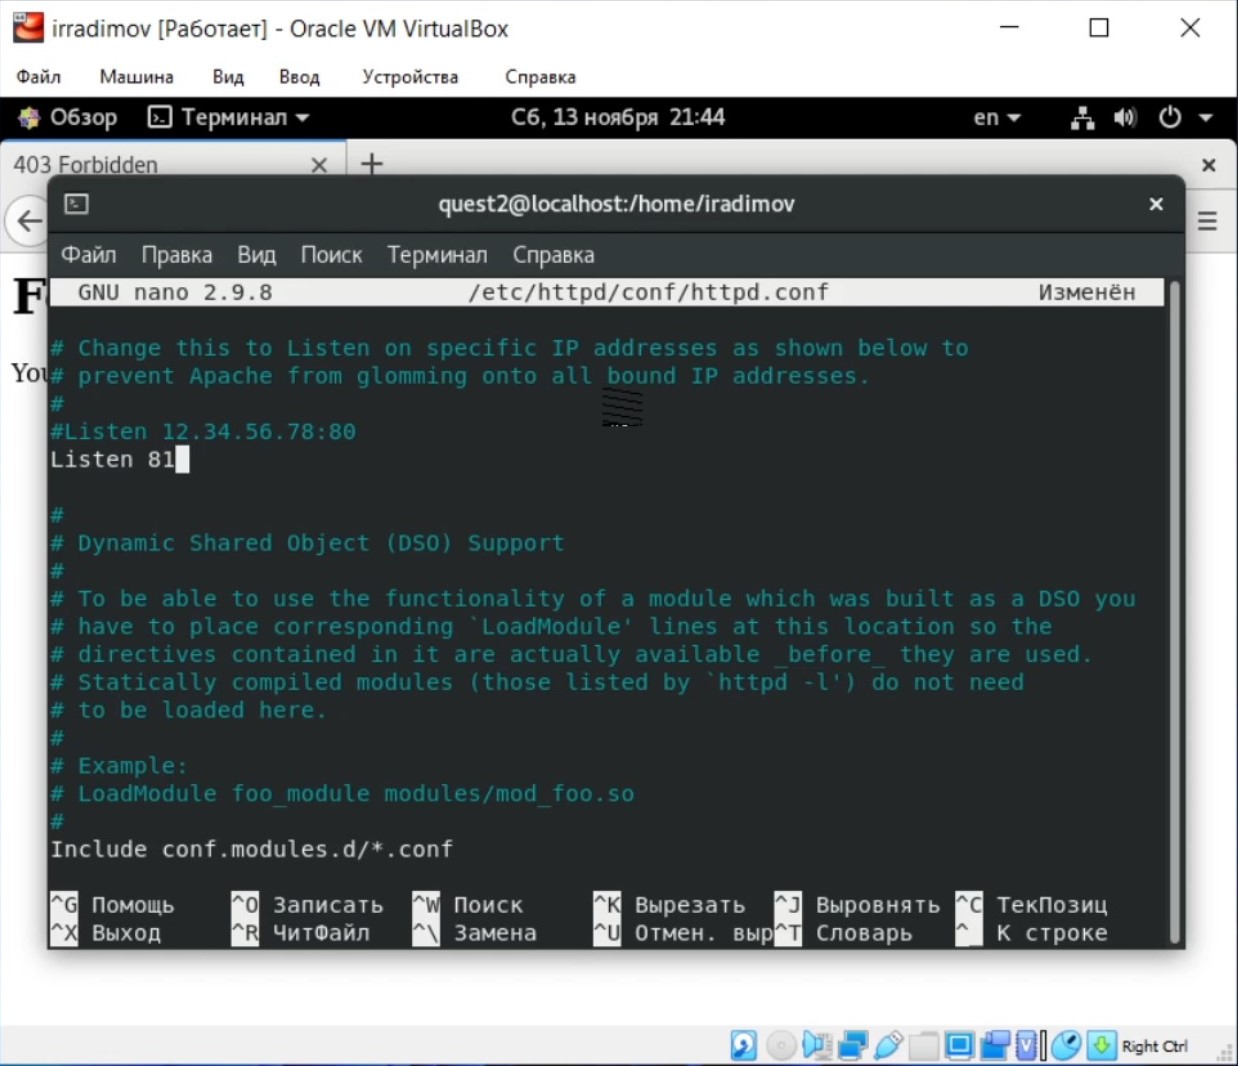 irradimov [Работает] - Oracle VM VirtualBox
Файл Машина Вид Ввод Устройства Справка
Обзор Терминал Сб, 13 ноября 21:44 en
403 Forbidden
quest2@localhost:/home/iradimov
Файл Правка Вид Поиск Терминал Справка
F
GNU nano 2.9.8 /etc/httpd/conf/httpd.conf Изменён
# Change this to Listen on specific IP addresses as shown below to
You
# prevent Apache from glomming onto all bound IP addresses.
#
#Listen 12.34.56.78:80
Listen 81
#
# Dynamic Shared Object (DSO) Support
#
# To be able to use the functionality of a module which was built as a DSO you
# have to place corresponding `LoadModule' lines at this location so the
# directives contained in it are actually available _before_ they are used.
# Statically compiled modules (those listed by `httpd -l') do not need
# to be loaded here.
#
# Example:
# LoadModule foo_module modules/mod_foo.so
#
Include conf.modules.d/*.conf
^G Помощь ^O Записать ^W Поиск ^K Вырезать ^J Выровнять ^C ТекПозиц
^X Выход ^R ЧитФайл ^\ Замена ^U Отмен. выр ^T Словарь ^_ К строке
Right Ctrl